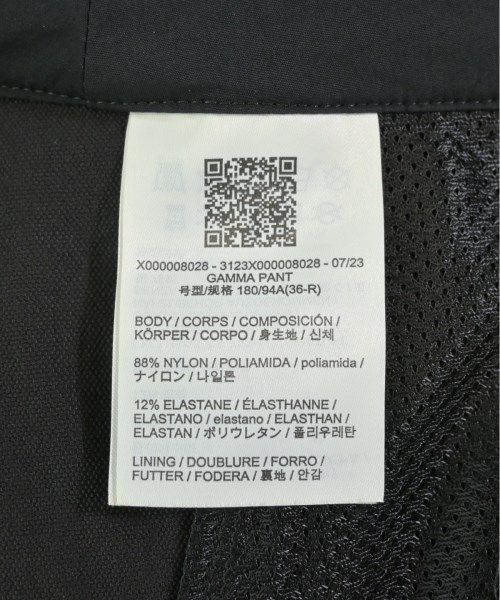 X000008028 - 3123X000008028 - 07/23
GAMMA PANT
号型/规格 180/94A(36-R)
BODY / CORPS / COMPOSICIÓN /
KÖRPER / CORPO / 身生地 / 신체
88% NYLON / POLIAMIDA / poliamida /
ナイロン / 나일론
12% ELASTANE / ÉLASTHANNE /
ELASTANO / elastano / ELASTHAN /
ELASTAN / ポリウレタン / 폴리우레탄
LINING / DOUBLURE / FORRO /
FUTTER / FODERA / 裏地 / 안감